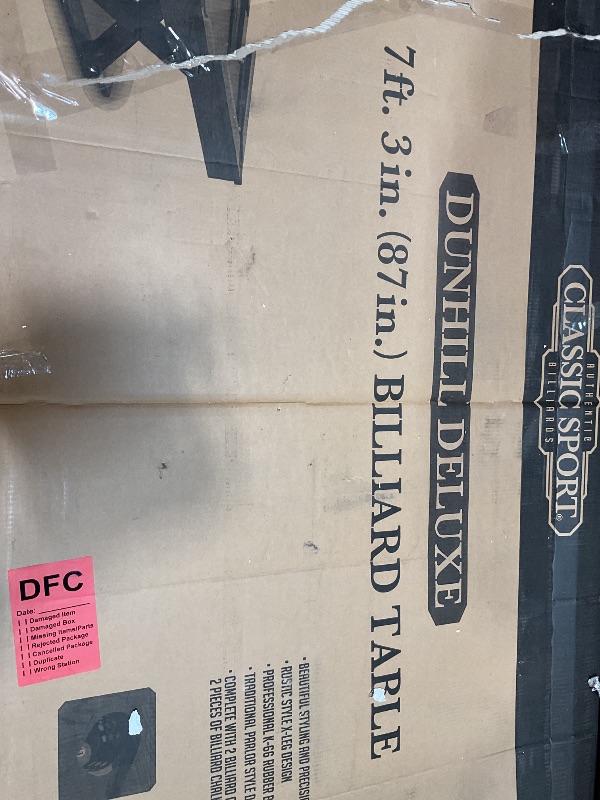 AUTHENTIC
CLASSIC SPORT®
BILLIARDS
DUNHILL DELUXE
7 ft. 3 in. (87 in.) BILLIARD TABLE
• BEAUTIFUL STYLING AND
• RUSTIC STYLE X-LEG DESIGN
• PROFESSIONAL K-66 RUBBER
• TRADITIONAL PARLOR STYLE
• COMPLETE WITH 2 BILLIARD
2 PIECES OF BILLIARD
DFC
Date:
[ ] Damaged Item
[ ] Damaged Box
[ ] Missing Items/Parts
[ ] Rejected Package
[ ] Cancelled Package
[ ] Duplicate
[ ] Wrong Station